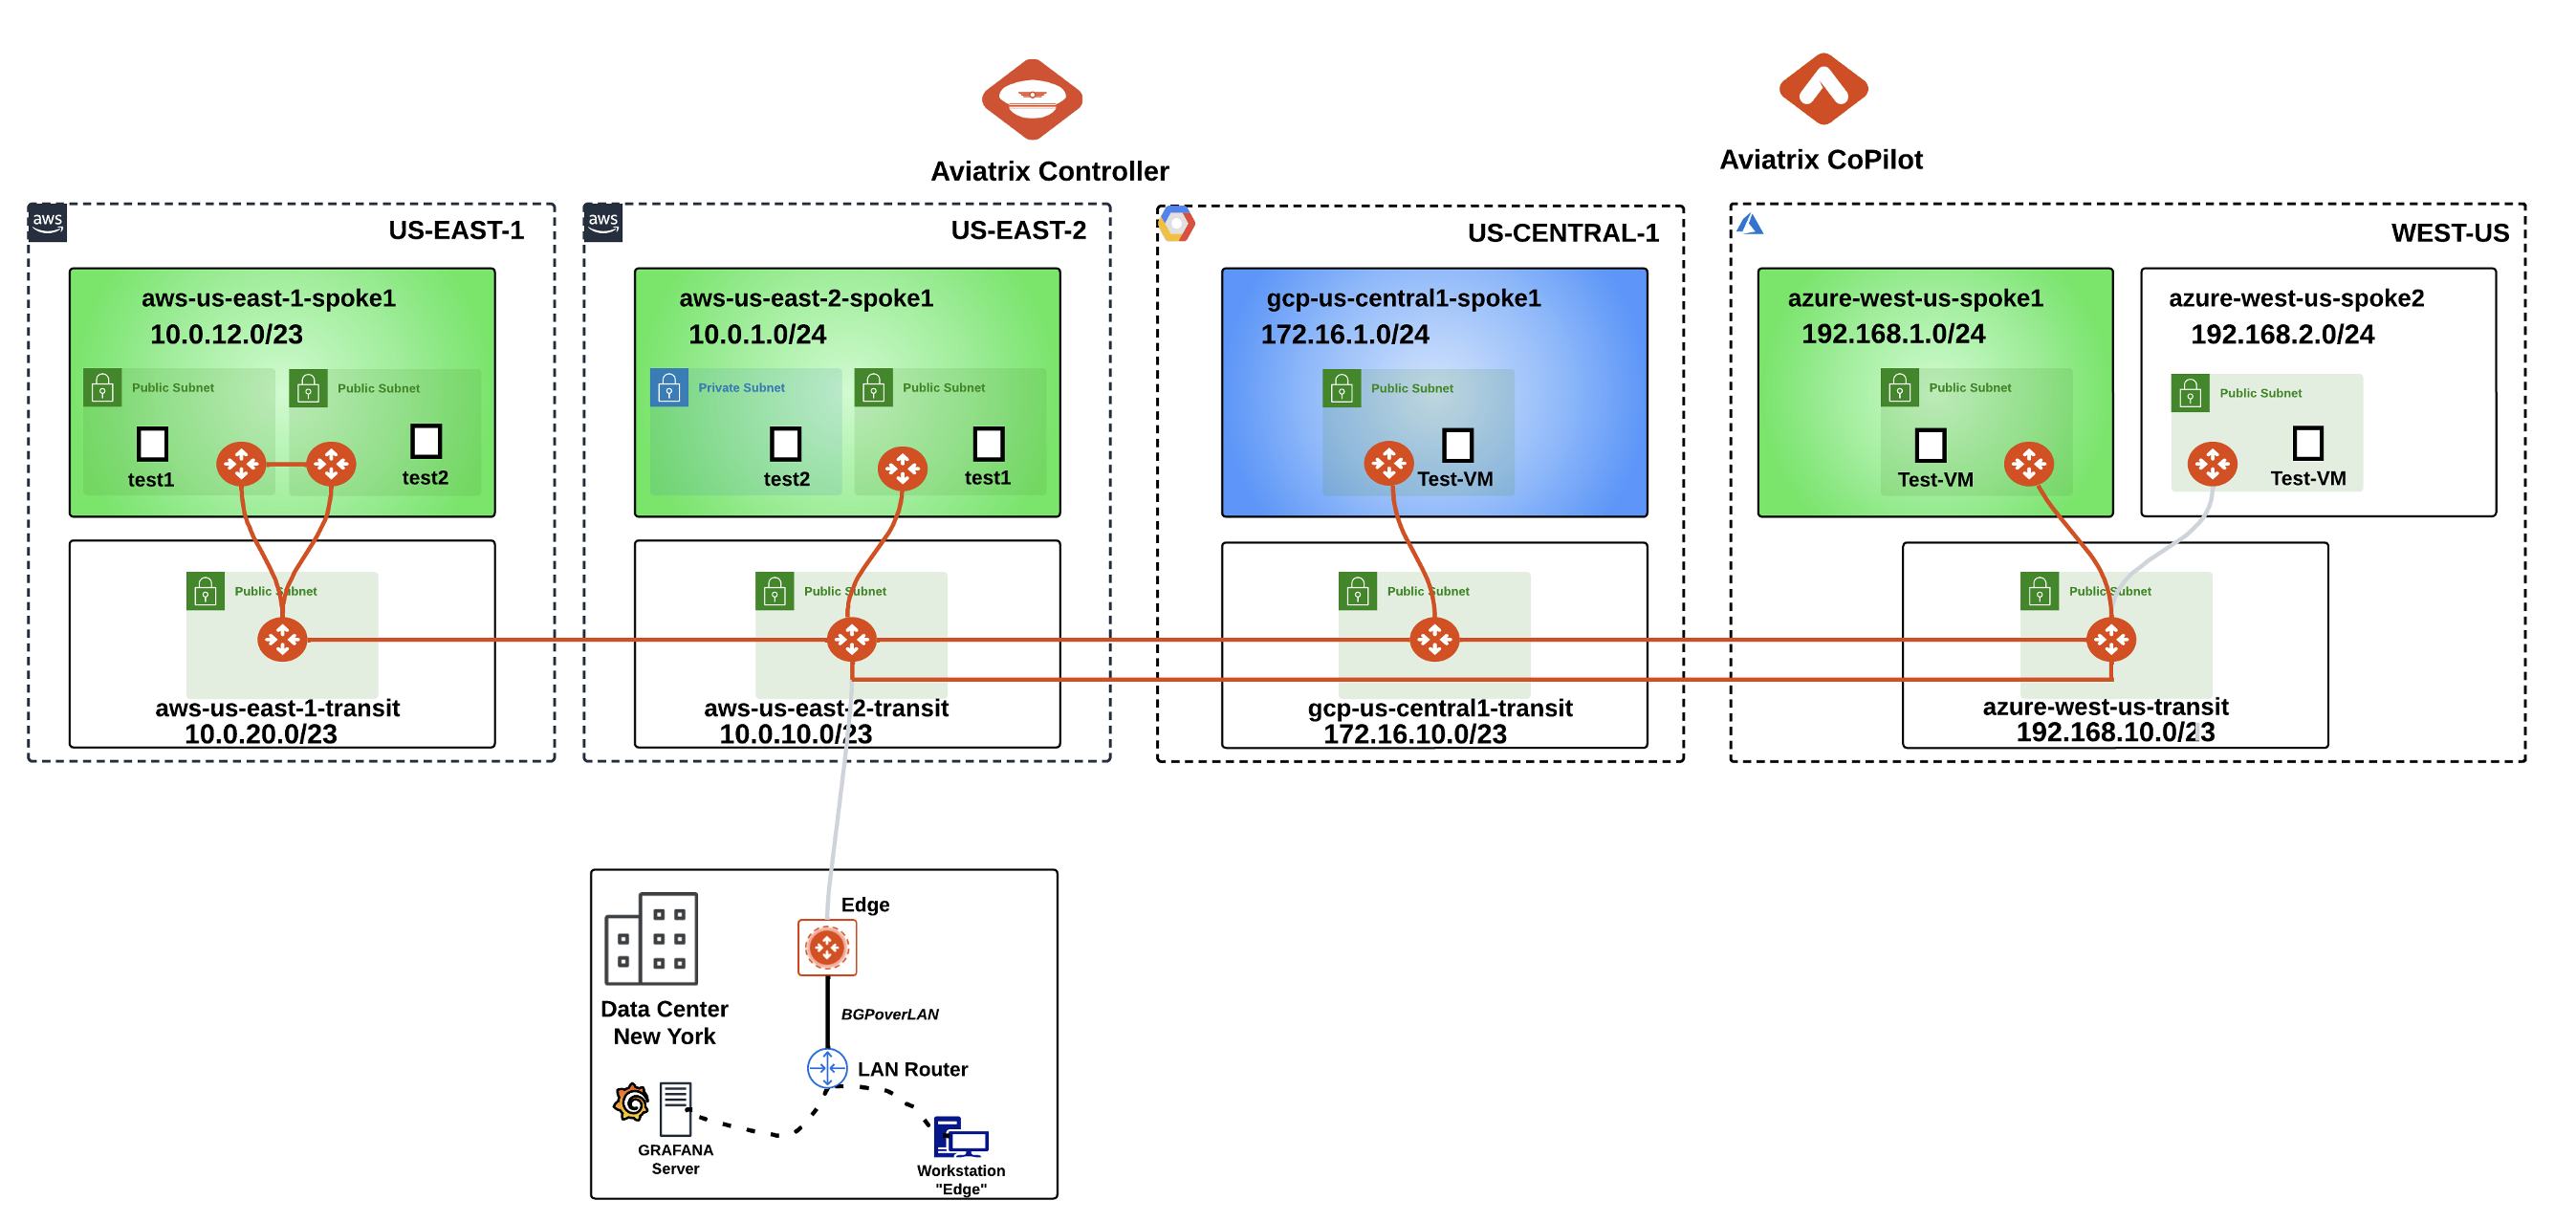 Aviatrix Controller
Aviatrix CoPilot
aws
US-EAST-1
aws
US-EAST-2
US-CENTRAL-1
WEST-US
aws-us-east-1-spoke1
10.0.12.0/23
Public Subnet
Public Subnet
test1
test2
aws-us-east-2-spoke1
10.0.1.0/24
Private Subnet
Public Subnet
test2
test1
gcp-us-central1-spoke1
172.16.1.0/24
Public Subnet
Test-VM
azure-west-us-spoke1
192.168.1.0/24
Public Subnet
Test-VM
azure-west-us-spoke2
192.168.2.0/24
Public Subnet
Test-VM
Public Subnet
aws-us-east-1-transit
10.0.20.0/23
Public Subnet
aws-us-east-2-transit
10.0.10.0/23
Public Subnet
gcp-us-central1-transit
172.16.10.0/23
Public Subnet
azure-west-us-transit
192.168.10.0/23
Edge
Data Center
New York
BGPoverLAN
LAN Router
GRAFANA
Server
Workstation
"Edge"